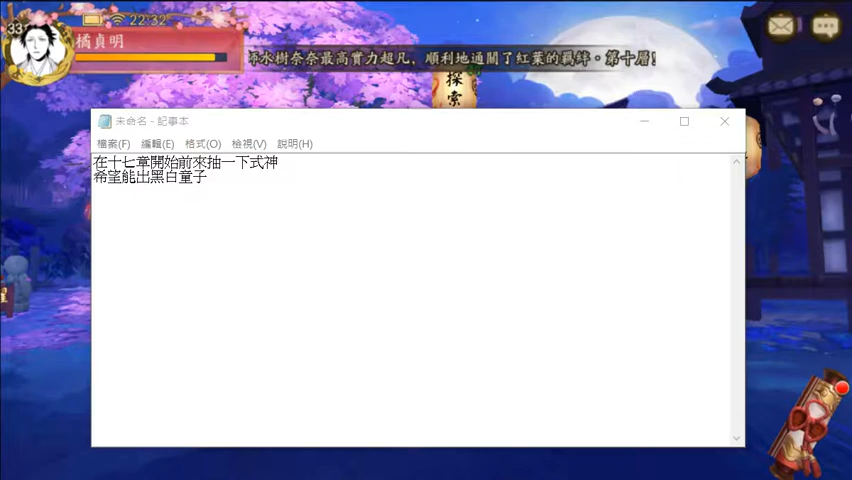 33
22:32
橘貞明
師水樹奈奈最高實力超凡，順利地通關了紅葉的羈絆·第十層!
探索
未命名 - 記事本
檔案(F) 編輯(E) 格式(O) 檢視(V) 說明(H)
在十七章開始前來抽一下式神
希望能出黑白童子